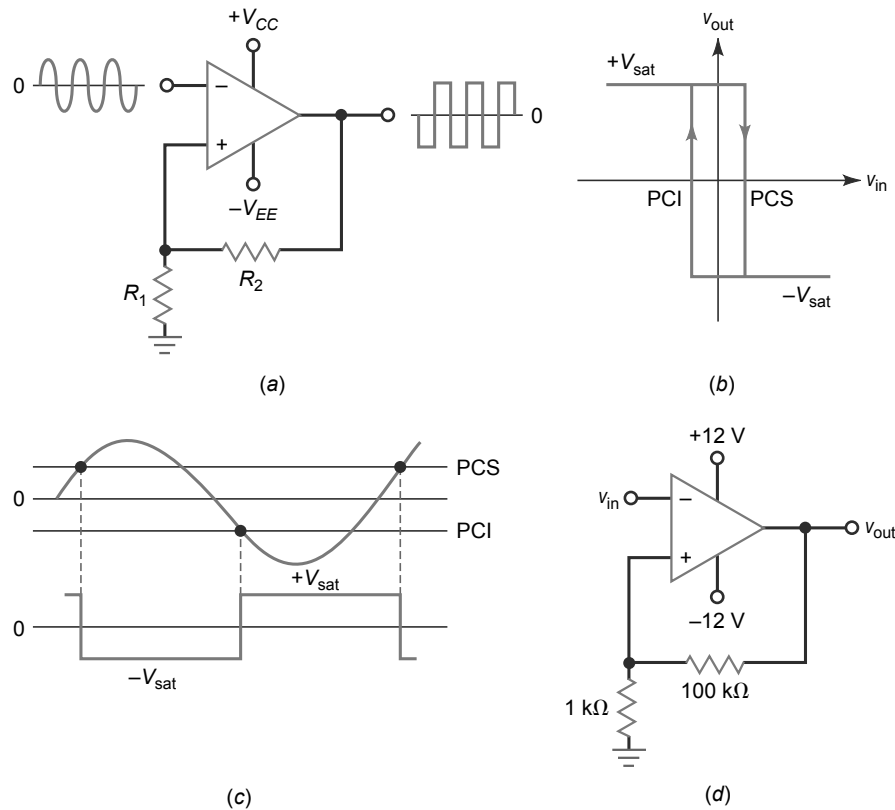 +V_CC
0
−
+
0
−V_EE
R_2
R_1
(a)
v_out
+V_sat
v_in
PCI
PCS
−V_sat
(b)
PCS
0
PCI
+V_sat
0
−V_sat
(c)
+12 V
v_in
−
v_out
+
–12 V
100 kΩ
1 kΩ
(d)